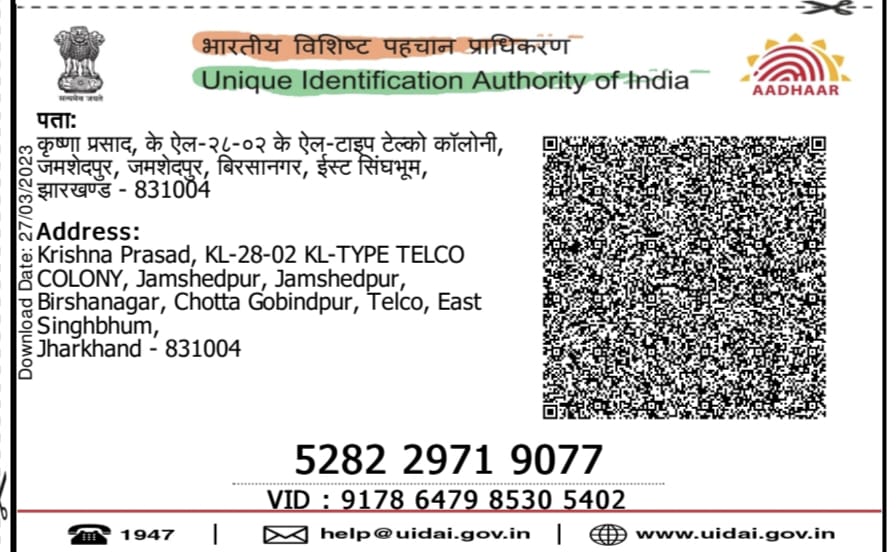 भारतीय विशिष्ट पहचान प्राधिकरण
Unique Identification Authority of India
AADHAAR
सत्यमेव जयते
पता:
कृष्णा प्रसाद, के ऐल-२८-०२ के ऐल-टाइप टेल्को कॉलोनी,
जमशेदपुर, जमशेदपुर, बिरसानगर, ईस्ट सिंघभूम,
झारखण्ड - 831004
Address:
Krishna Prasad, KL-28-02 KL-TYPE TELCO
COLONY, Jamshedpur, Jamshedpur,
Birshanagar, Chotta Gobindpur, Telco, East
Singhbhum,
Jharkhand - 831004
Download Date: 27/03/2023
5282 2971 9077
VID : 9178 6479 8530 5402
1947 | help@uidai.gov.in | www.uidai.gov.in